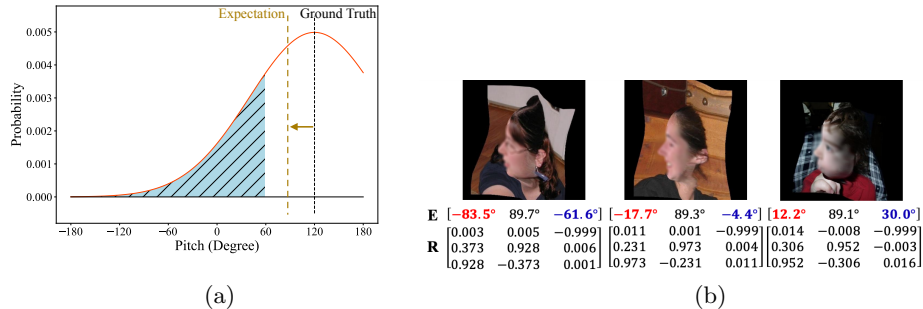 Expectation Ground Truth
0.005
0.004
0.003
0.002
0.001
0.000
Probability
−180 −120 −60 0 60 120 180
Pitch (Degree)
(a)
E [−83.5° 89.7° −61.6°] [−17.7° 89.3° −4.4°] [12.2° 89.1° 30.0°]
R [0.003 0.005 −0.999] [0.011 0.001 −0.999] [0.014 −0.008 −0.999]
[0.373 0.928 0.006] [0.231 0.973 0.004] [0.306 0.952 −0.003]
[0.928 −0.373 0.001] [0.973 −0.231 0.011] [0.952 −0.306 0.016]
(b)